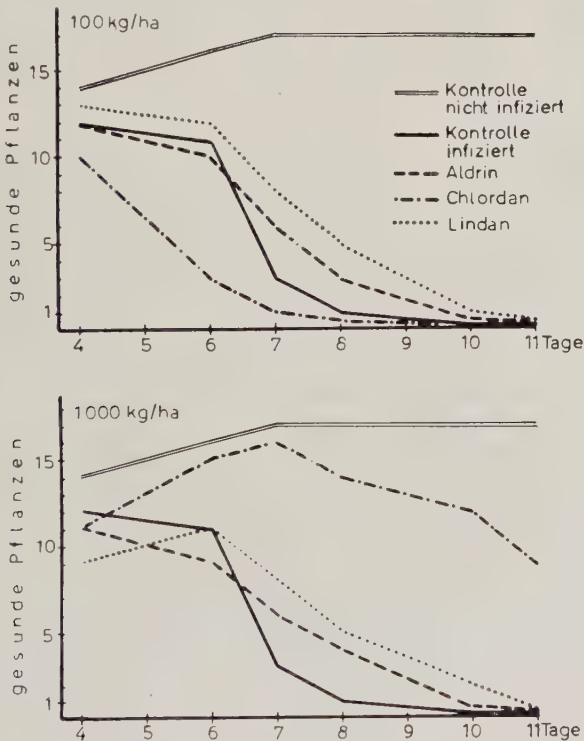 100 kg/ha
gesunde Pflanzen
15
10
5
1
Kontrolle
nicht infiziert
Kontrolle
infiziert
Aldrin
Chlordan
Lindan
4 5 6 7 8 9 10 11 Tage
1000 kg/ha
gesunde Pflanzen
15
10
5
1
4 5 6 7 8 9 10 11 Tage